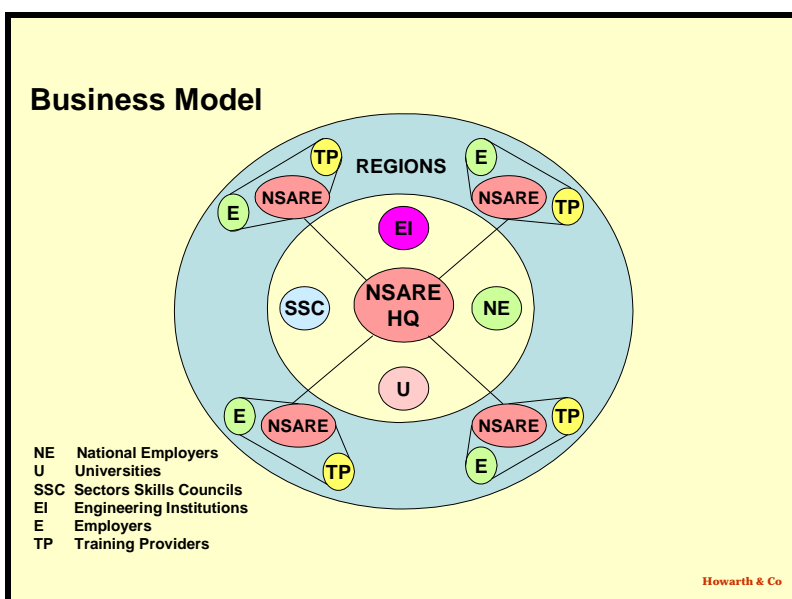 Business Model
TP
REGIONS
E
E
NSARE
NSARE
TP
EI
SSC
NSARE
HQ
NE
U
E
NSARE
TP
NSARE
TP
E
NE National Employers
U Universities
SSC Sectors Skills Councils
EI Engineering Institutions
E Employers
TP Training Providers
Howarth & Co